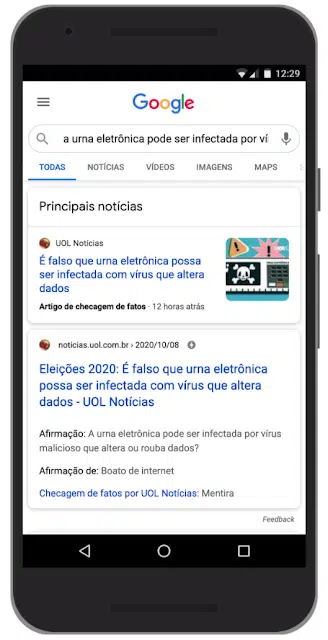 12:29
Google
a urna eletrônica pode ser infectada por ví
TODAS NOTÍCIAS VÍDEOS IMAGENS MAPS
Principais notícias
UOL Notícias
É falso que urna eletrônica possa
ser infectada com vírus que altera
dados
Artigo de checagem de fatos · 12 horas atrás
noticias.uol.com.br › 2020/10/08
Eleições 2020: É falso que urna eletrônica
possa ser infectada com vírus que altera
dados - UOL Notícias
Afirmação: A urna eletrônica pode ser infectada por vírus
malicioso que altera ou rouba dados?
Afirmação de: Boato de internet
Checagem de fatos por UOL Notícias: Mentira
Feedback